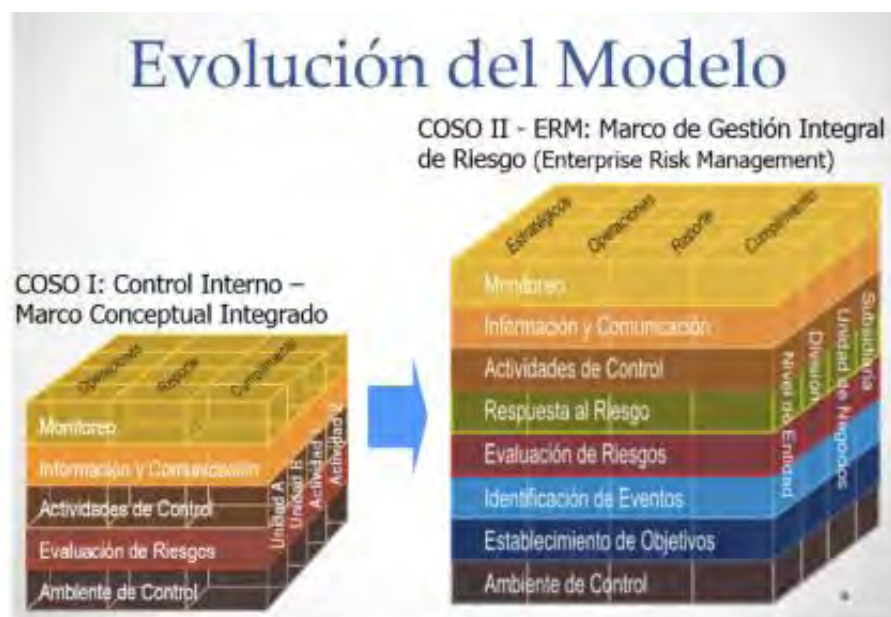 Evolución del Modelo
COSO II - ERM: Marco de Gestión Integral
de Riesgo (Enterprise Risk Management)
COSO I: Control Interno –
Marco Conceptual Integrado
Operaciones
Reporte
Cumplimiento
Monitoreo
Información y Comunicación
Actividades de Control
Evaluación de Riesgos
Ambiente de Control
Unidad A
Unidad B
Actividad 1
Actividad 2
Estratégicos
Operaciones
Reporte
Cumplimiento
Monitoreo
Información y Comunicación
Actividades de Control
Respuesta al Riesgo
Evaluación de Riesgos
Identificación de Eventos
Establecimiento de Objetivos
Ambiente de Control
Nivel de Entidad
División
Unidad de Negocios
Subsidiaria